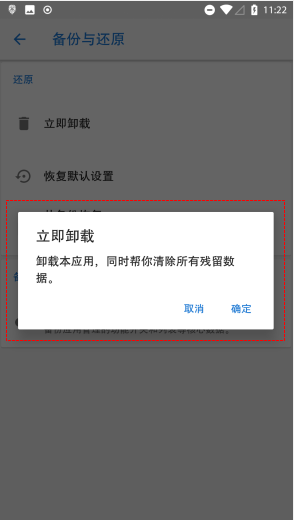 11:22
备份与还原
还原
立即卸载
恢复默认设置
立即卸载
卸载本应用，同时帮你清除所有残留数
据。
取消
确定